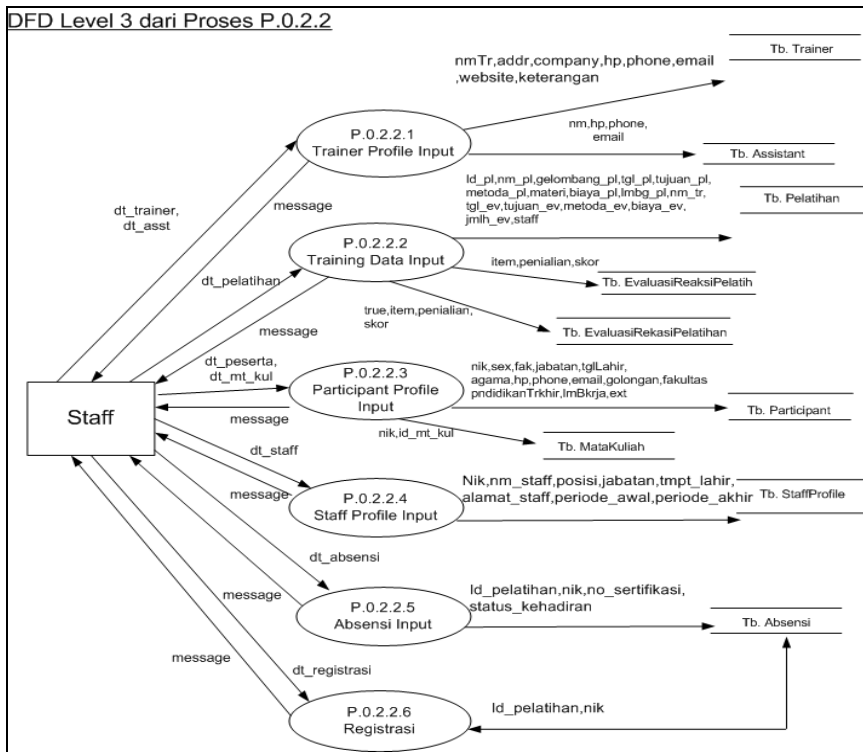 DFD Level 3 dari Proses P.0.2.2
Tb. Trainer
nmTr,addr,company,hp,phone,email
,website,keterangan
P.0.2.2.1
Trainer Profile Input
nm,hp,phone,
email
Tb. Assistant
dt_trainer,
dt_asst
message
Id_pl,nm_pl,gelombang_pl,tgl_pl,tujuan_pl,
metoda_pl,materi,biaya_pl,lmbg_pl,nm_tr,
tgl_ev,tujuan_ev,metoda_ev,biaya_ev,
jmlh_ev,staff
Tb. Pelatihan
P.0.2.2.2
Training Data Input
dt_pelatihan
item,penialian,skor
Tb. EvaluasiReaksiPelatih
message
true,item,penialian,
skor
Tb. EvaluasiRekasiPelatihan
dt_peserta,
dt_mt_kul
P.0.2.2.3
Participant Profile
Input
nik,sex,fak,jabatan,tglLahir,
agama,hp,phone,email,golongan,fakultas
pndidikanTrkhir,lmBkrja,ext
Tb. Participant
Staff
message
nik,id_mt_kul
Tb. MataKuliah
dt_staff
message
P.0.2.2.4
Staff Profile Input
Nik,nm_staff,posisi,jabatan,tmpt_lahir,
alamat_staff,periode_awal,periode_akhir
Tb. StaffProfile
dt_absensi
message
P.0.2.2.5
Absensi Input
Id_pelatihan,nik,no_sertifikasi,
status_kehadiran
Tb. Absensi
message
dt_registrasi
P.0.2.2.6
Registrasi
Id_pelatihan,nik